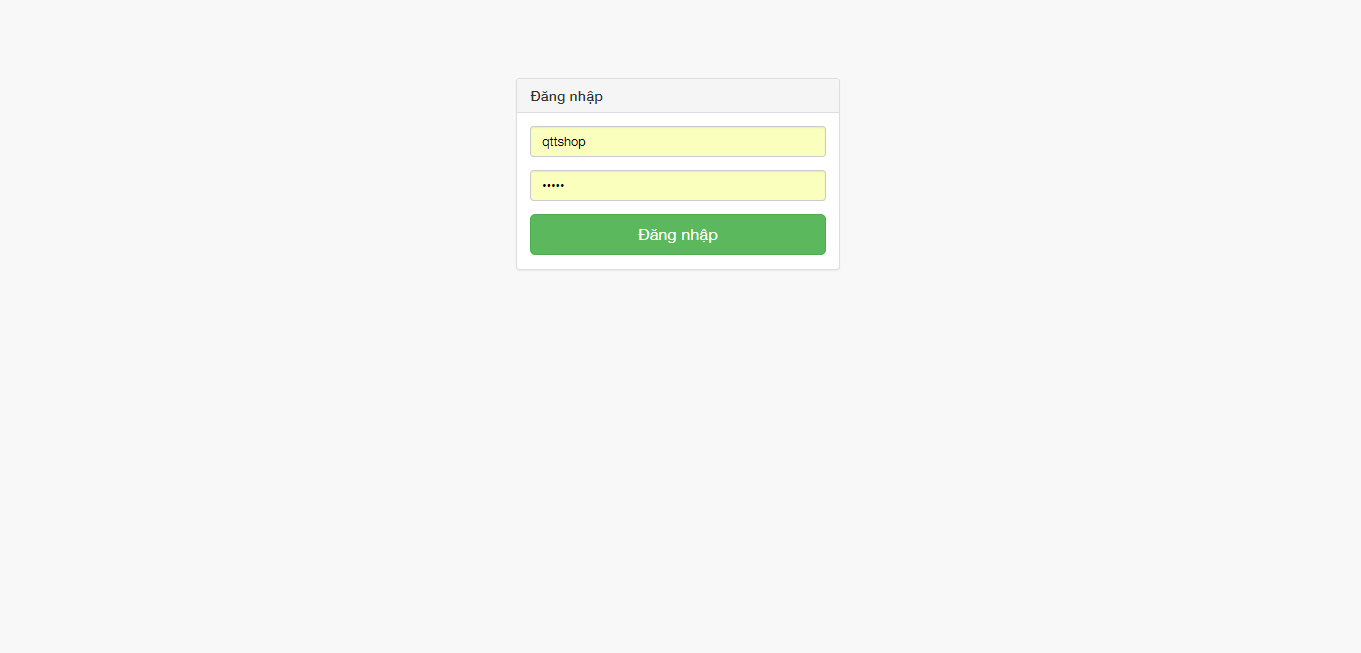 Đăng nhập
qttshop
•••••
Đăng nhập